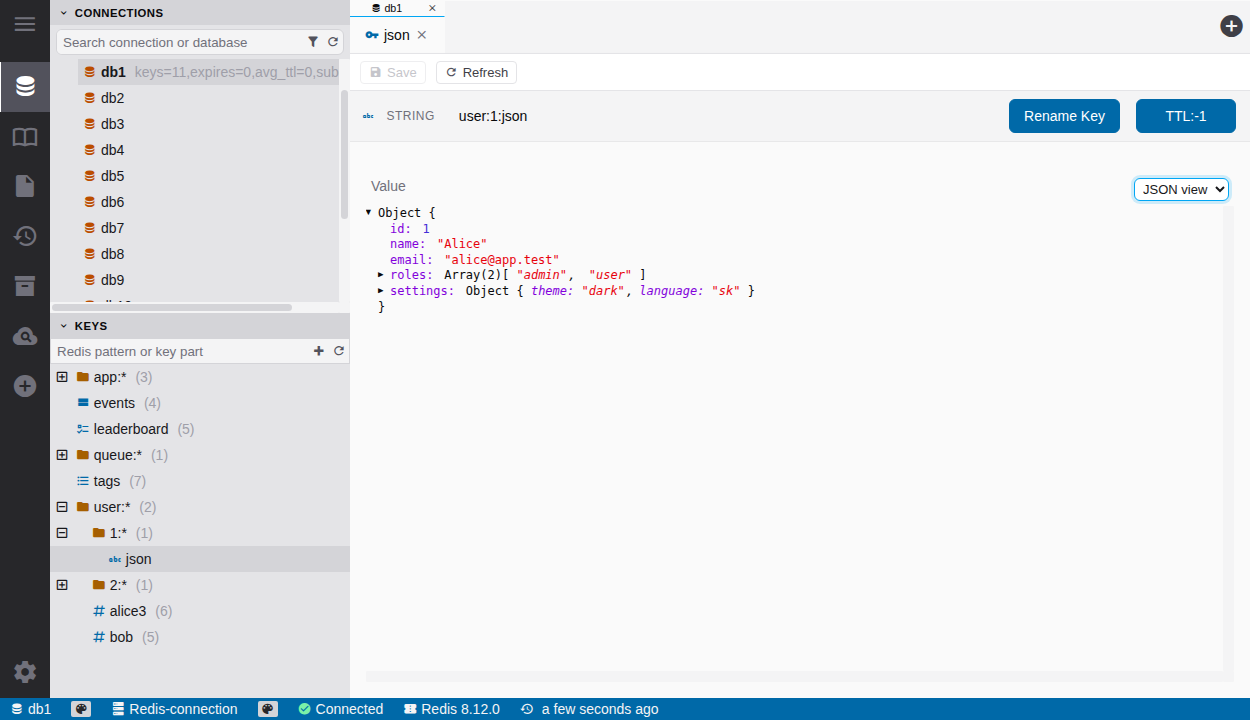 CONNECTIONS
Search connection or database
db1 keys=11,expires=0,avg_ttl=0,sub
db2
db3
db4
db5
db6
db7
db8
db9
KEYS
Redis pattern or key part
app:* (3)
events (4)
leaderboard (5)
queue:* (1)
tags (7)
user:* (2)
1:* (1)
abc json
2:* (1)
alice3 (6)
bob (5)
db1
json
Save Refresh
abc STRING user:1:json Rename Key TTL:-1
Value JSON view
Object {
id: 1
name: "Alice"
email: "alice@app.test"
roles: Array(2)[ "admin", "user" ]
settings: Object { theme: "dark", language: "sk" }
}
db1 Redis-connection Connected Redis 8.12.0 a few seconds ago